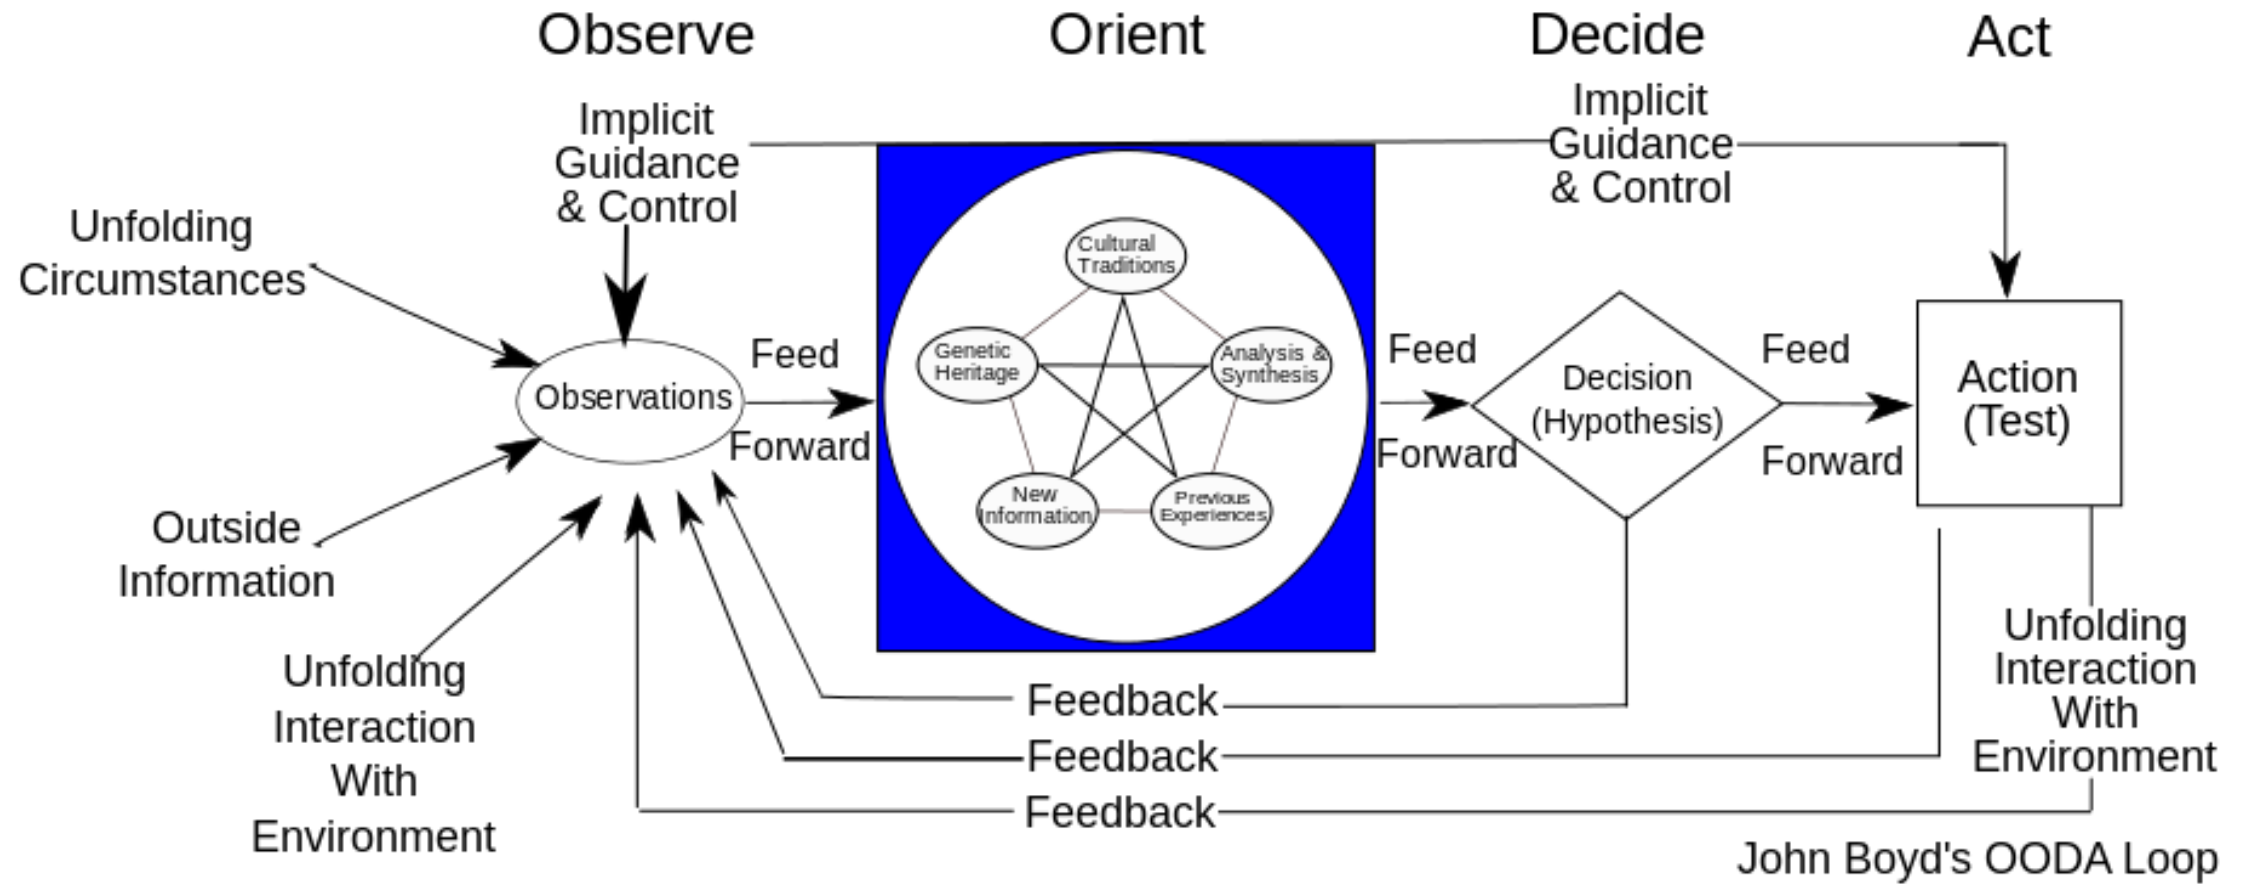 Observe
Orient
Decide
Act
Implicit
Guidance
& Control
Implicit
Guidance
& Control
Unfolding
Circumstances
Cultural
Traditions
Genetic
Heritage
Analysis &
Synthesis
New
Information
Previous
Experiences
Observations
Feed
Forward
Feed
Forward
Decision
(Hypothesis)
Feed
Forward
Action
(Test)
Outside
Information
Unfolding
Interaction
With
Environment
Feedback
Feedback
Feedback
Unfolding
Interaction
With
Environment
John Boyd's OODA Loop